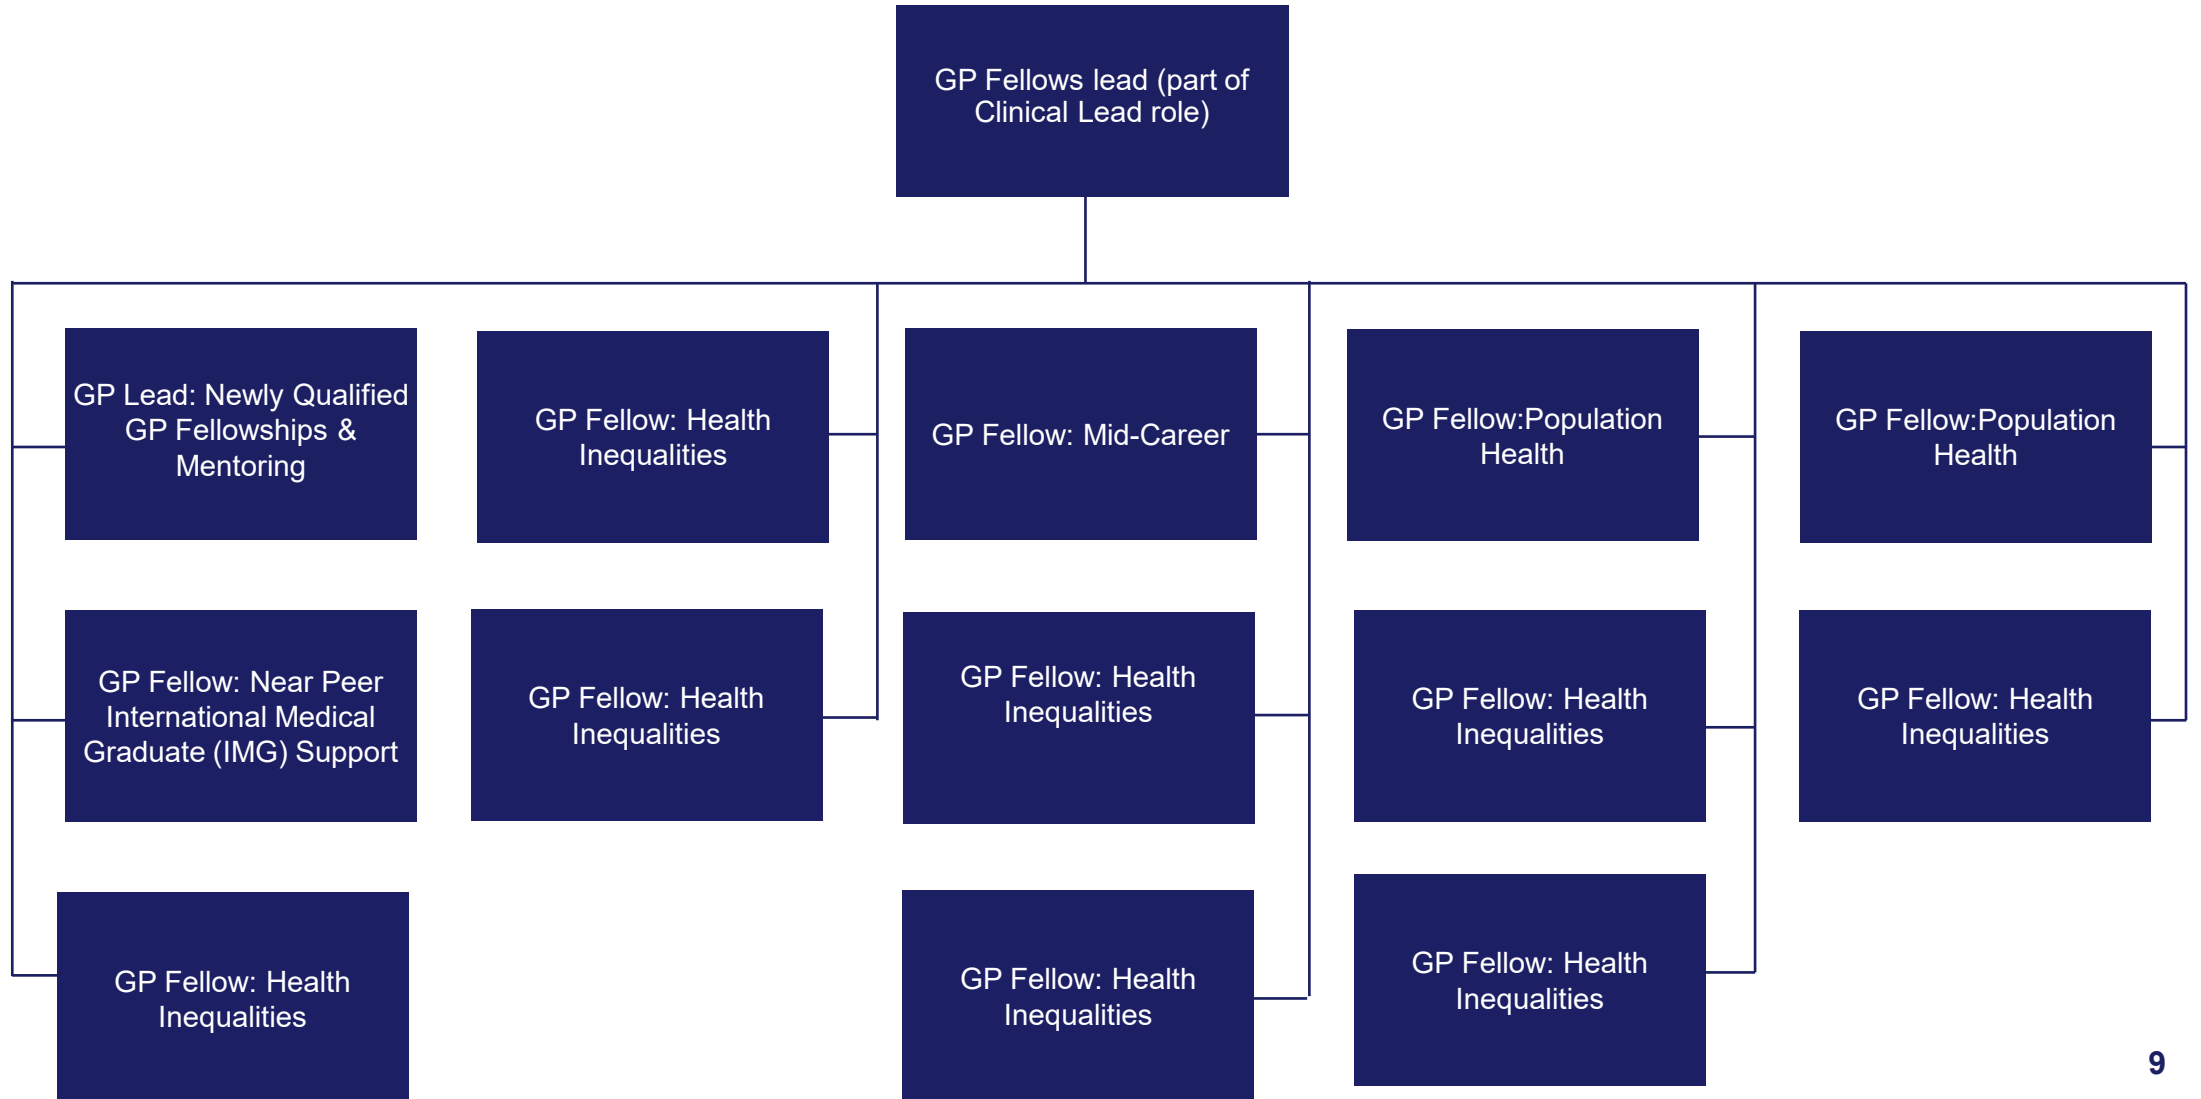 GP Fellows lead (part of
Clinical Lead role)
GP Lead: Newly Qualified
GP Fellowships &
Mentoring
GP Fellow: Health
Inequalities
GP Fellow: Mid-Career
GP Fellow:Population
Health
GP Fellow:Population
Health
GP Fellow: Near Peer
International Medical
Graduate (IMG) Support
GP Fellow: Health
Inequalities
GP Fellow: Health
Inequalities
GP Fellow: Health
Inequalities
GP Fellow: Health
Inequalities
GP Fellow: Health
Inequalities
GP Fellow: Health
Inequalities
GP Fellow: Health
Inequalities
9